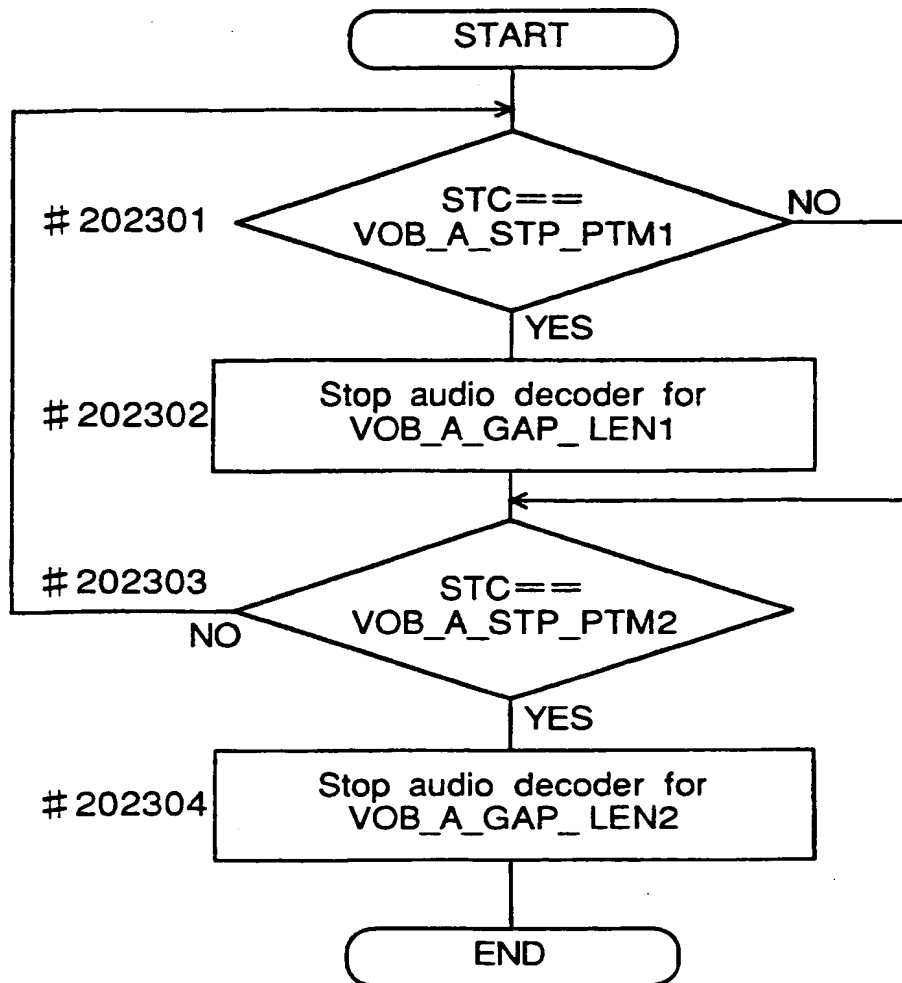 START
#202301
STC==
VOB_A_STP_PTM1
NO
YES
#202302
Stop audio decoder for
VOB_A_GAP_ LEN1
#202303
STC==
VOB_A_STP_PTM2
NO
YES
#202304
Stop audio decoder for
VOB_A_GAP_ LEN2
END